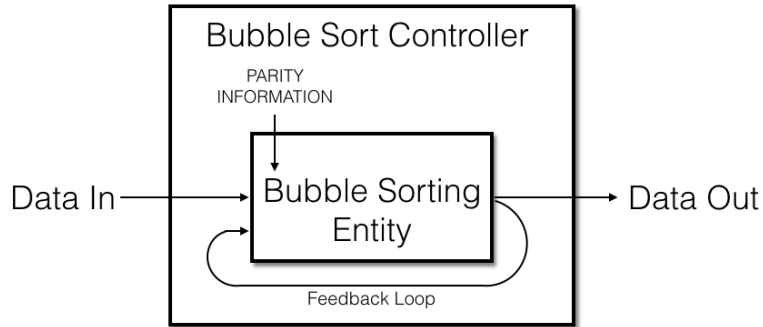 Bubble Sort Controller
PARITY
INFORMATION
Data In
Bubble Sorting
Entity
Data Out
Feedback Loop